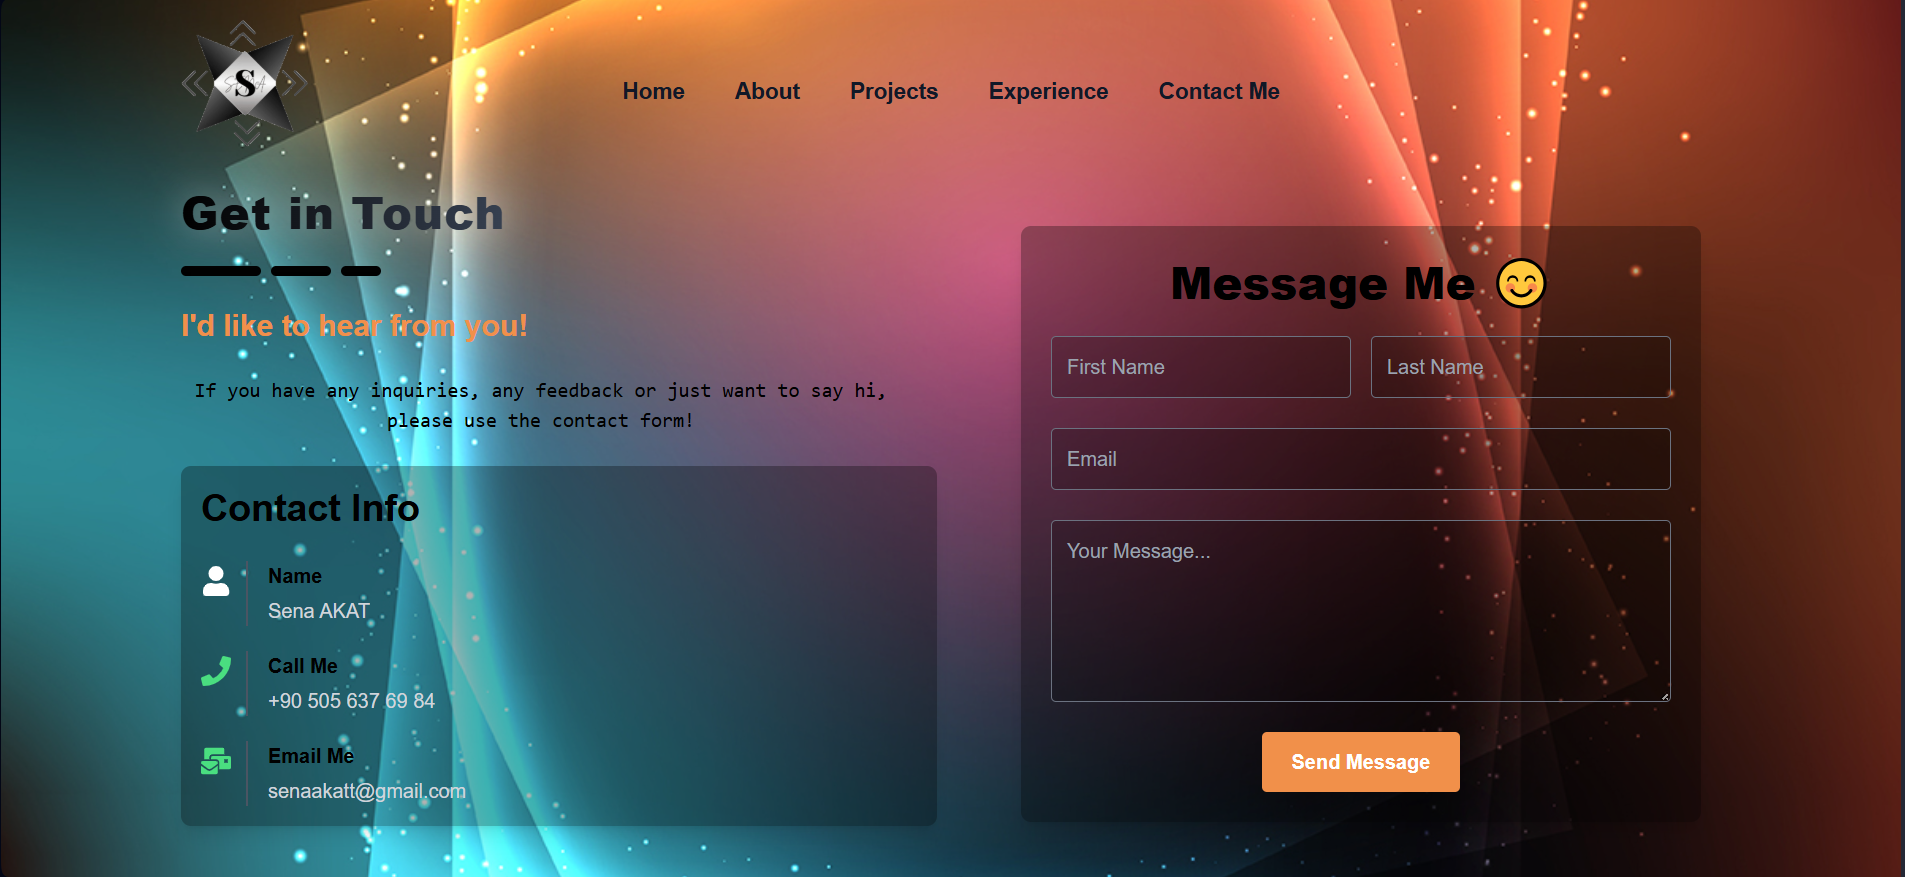 S
Home
About
Projects
Experience
Contact Me
Get in Touch
I'd like to hear from you!
If you have any inquiries, any feedback or just want to say hi,
please use the contact form!
Contact Info
Name
Sena AKAT
Call Me
+90 505 637 69 84
Email Me
senaakatt@gmail.com
Message Me 😊
First Name
Last Name
Email
Your Message...
Send Message